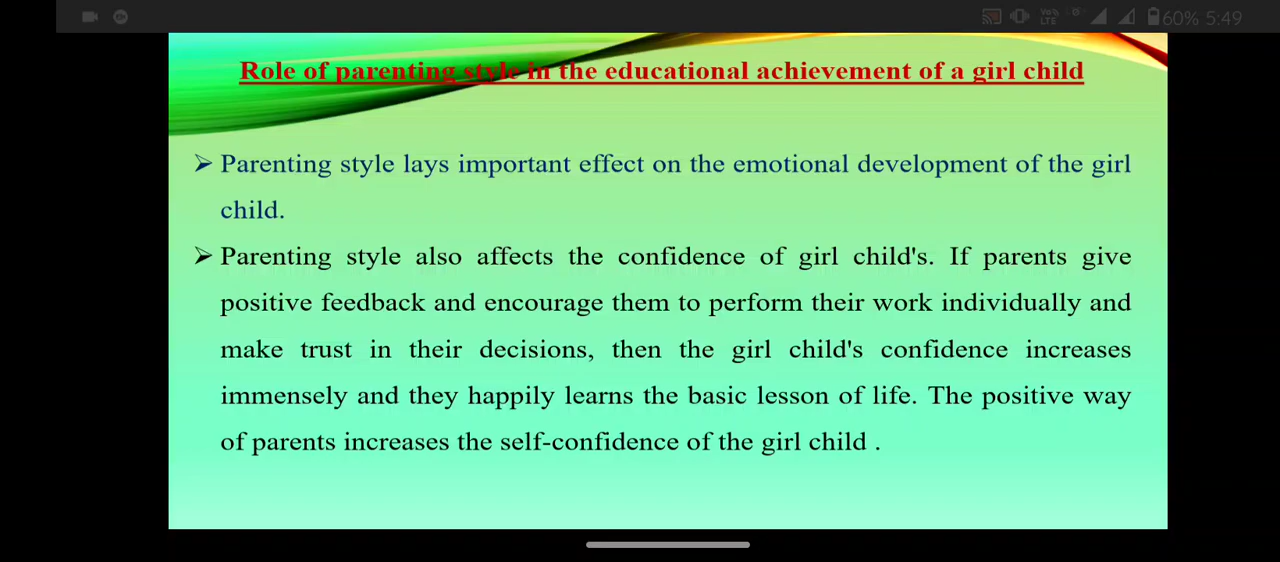 VoLTE 60% 5:49
Role of parenting style in the educational achievement of a girl child
➢ Parenting style lays important effect on the emotional development of the girl
child.
➢ Parenting style also affects the confidence of girl child's. If parents give
positive feedback and encourage them to perform their work individually and
make trust in their decisions, then the girl child's confidence increases
immensely and they happily learns the basic lesson of life. The positive way
of parents increases the self-confidence of the girl child .